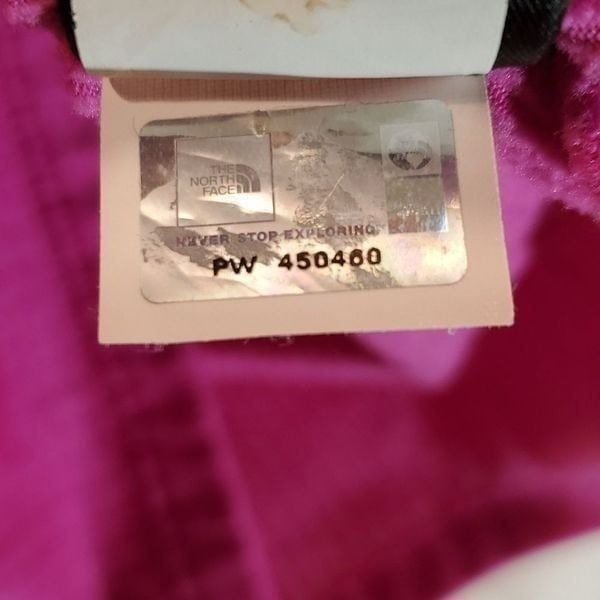 THE
NORTH
FACE
NEVER STOP EXPLORING
PW 450460